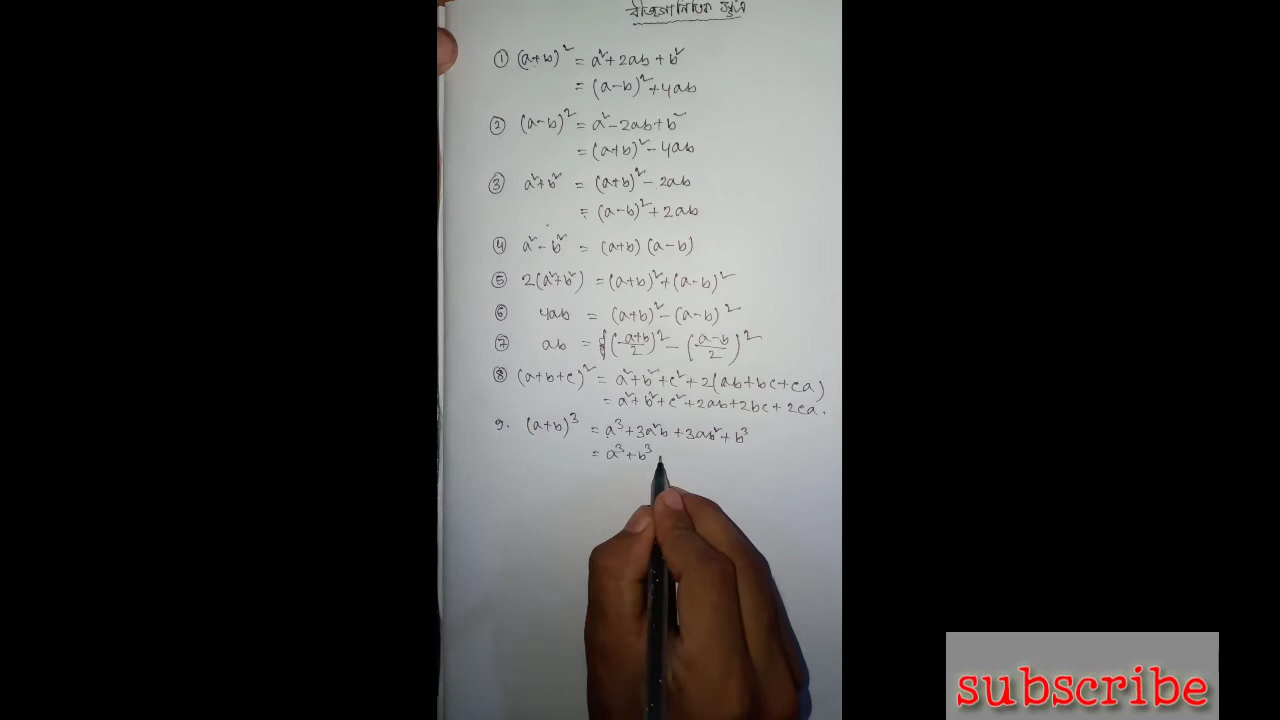 বীজগানিতিক সুত্র
① (a+b)² = a²+2ab+b²
= (a-b)²+4ab
② (a-b)² = a²-2ab+b²
= (a+b)²-4ab
③ a²+b² = (a+b)²-2ab
= (a-b)²+2ab
④ a²-b² = (a+b)(a-b)
⑤ 2(a²+b²) = (a+b)²+(a-b)²
⑥ 4ab = (a+b)²-(a-b)²
⑦ ab = {(a+b/2)² - (a-b/2)²
⑧ (a+b+c)² = a²+b²+c²+2(ab+bc+ca)
= a²+b²+c²+2ab+2bc+2ca.
9. (a+b)³ = a³+3a²b+3ab²+b³
= a³+b³
subscribe